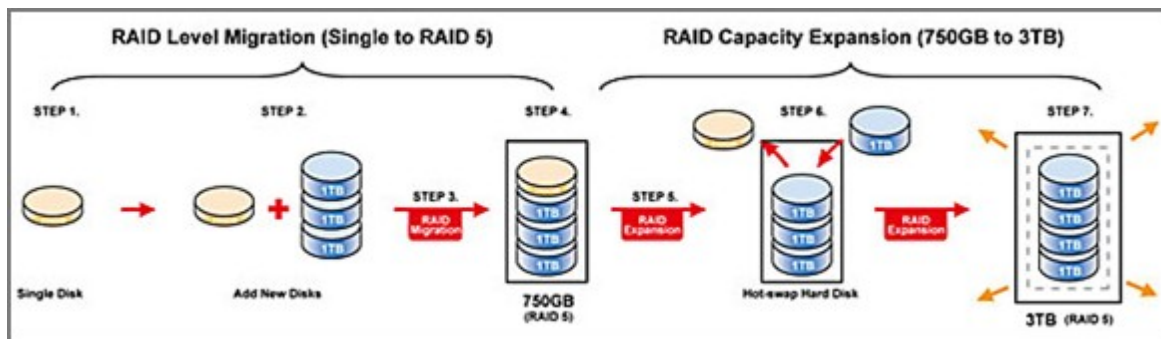 RAID Level Migration (Single to RAID 5)
RAID Capacity Expansion (750GB to 3TB)
STEP 1.
STEP 2.
STEP 4.
STEP 6.
STEP 7.
1TB
1TB
1TB
1TB
STEP 3.
RAID
Migration
1TB
1TB
1TB
STEP 5.
RAID
Expansion
1TB
1TB
1TB
RAID
Expansion
1TB
1TB
1TB
1TB
Single Disk
Add New Disks
750GB
(RAID 5)
Hot-swap Hard Disk
3TB (RAID 5)